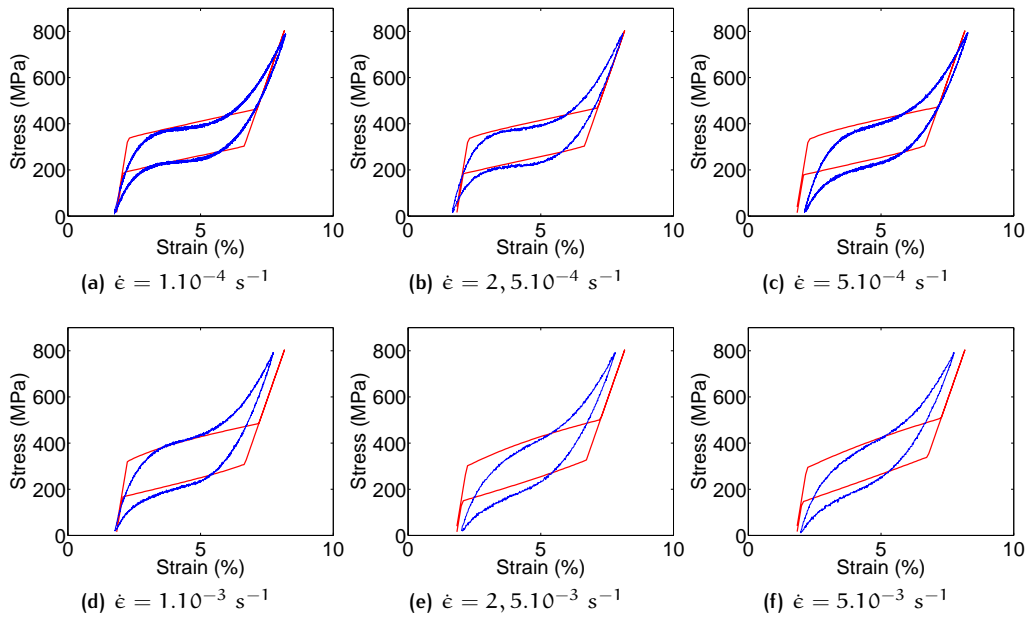 800
600
400
200
0
Stress (MPa)
0 5 10
Strain (%)
(a) ε̇ = 1.10⁻⁴ s⁻¹
800
600
400
200
0
Stress (MPa)
0 5 10
Strain (%)
(b) ε̇ = 2, 5.10⁻⁴ s⁻¹
800
600
400
200
0
Stress (MPa)
0 5 10
Strain (%)
(c) ε̇ = 5.10⁻⁴ s⁻¹
800
600
400
200
0
Stress (MPa)
0 5 10
Strain (%)
(d) ε̇ = 1.10⁻³ s⁻¹
800
600
400
200
0
Stress (MPa)
0 5 10
Strain (%)
(e) ε̇ = 2, 5.10⁻³ s⁻¹
800
600
400
200
0
Stress (MPa)
0 5 10
Strain (%)
(f) ε̇ = 5.10⁻³ s⁻¹